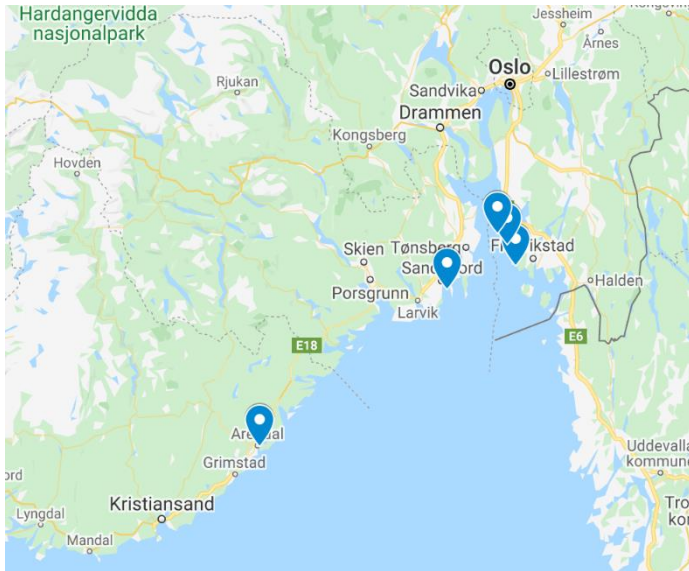 Hardangervidda
nasjonalpark
Jessheim
Årnes
Oslo
Lillestrøm
Rjukan
Sandvika
Drammen
Kongsberg
Hovden
Skien
Tønsberg
Porsgrunn
Larvik
Halden
E18
E6
Grimstad
Uddevalla
kommun
Kristiansand
Lyngdal
Mandal